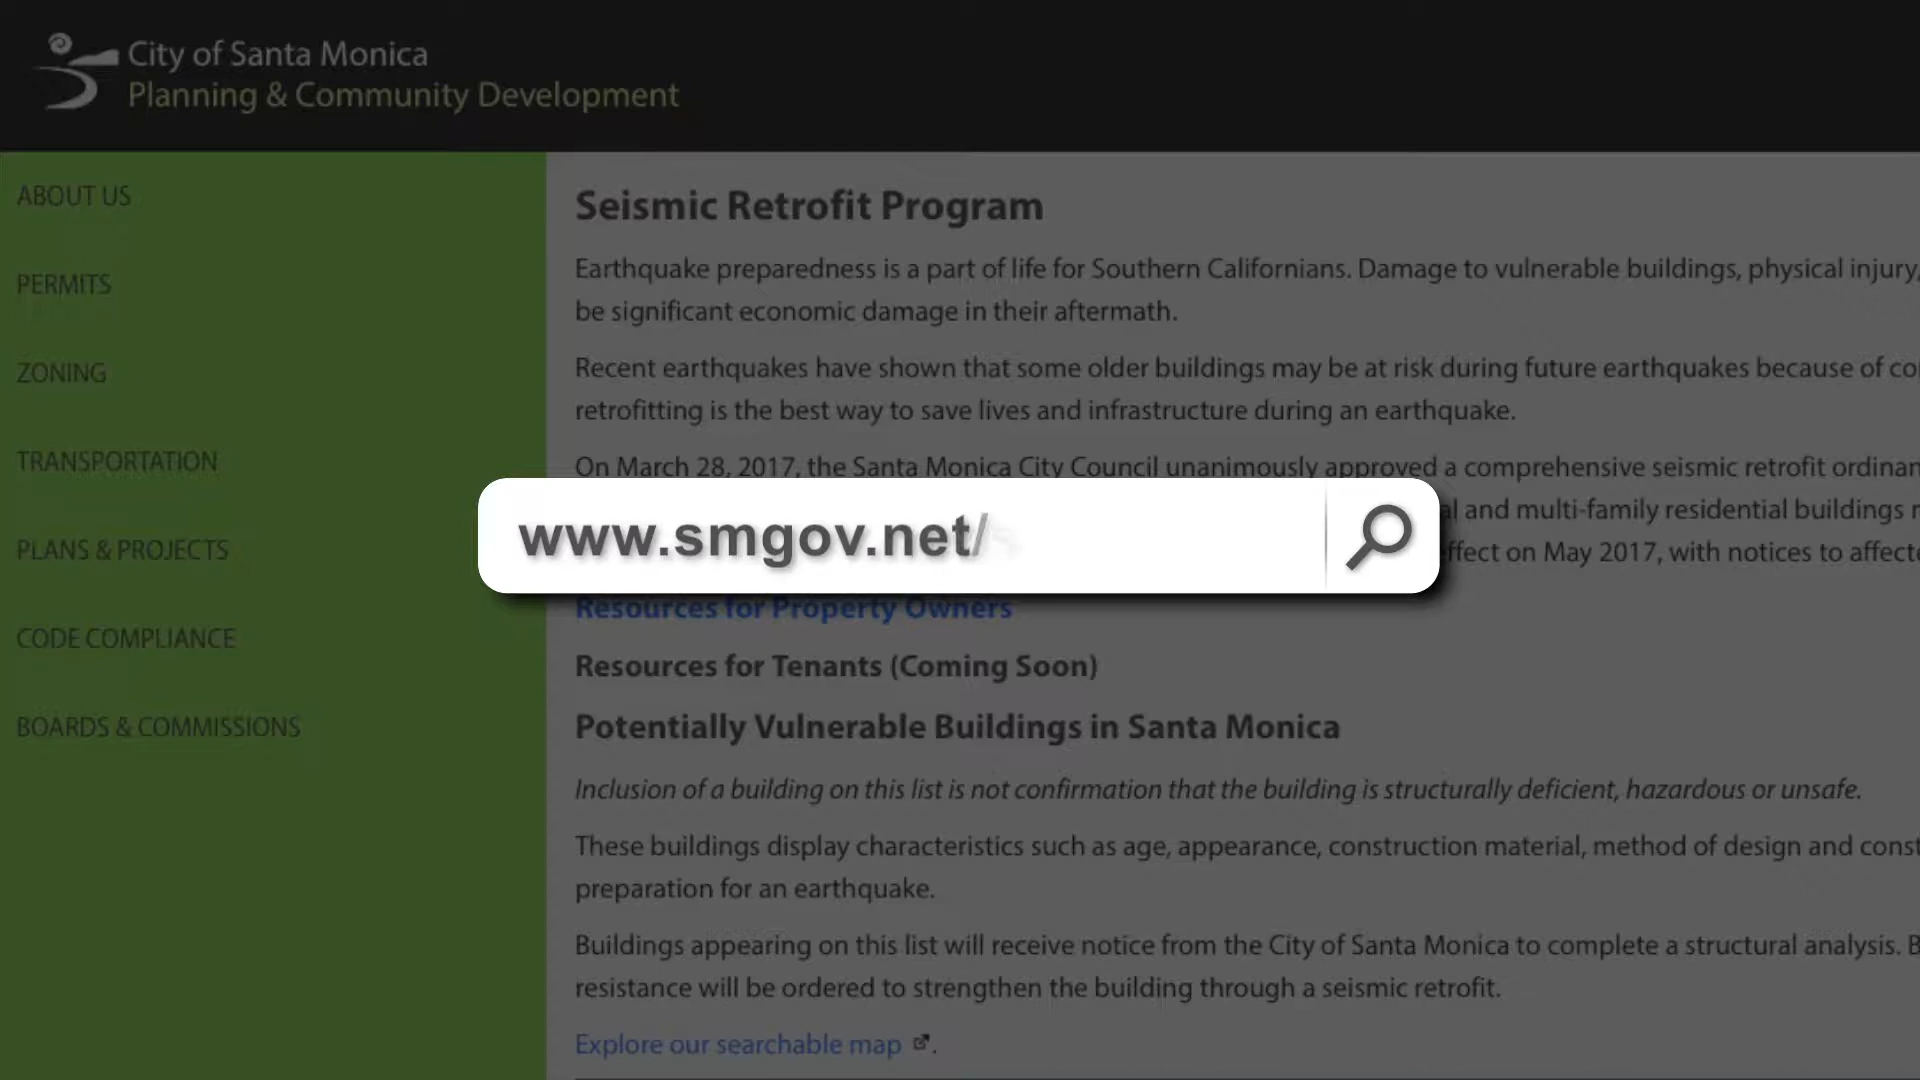 City of Santa Monica
Planning & Community Development
ABOUT US
PERMITS
ZONING
TRANSPORTATION
PLANS & PROJECTS
CODE COMPLIANCE
BOARDS & COMMISSIONS
Seismic Retrofit Program
Earthquake preparedness is a part of life for Southern Californians. Damage to vulnerable buildings, physical injury,
be significant economic damage in their aftermath.
Recent earthquakes have shown that some older buildings may be at risk during future earthquakes because of
retrofitting is the best way to save lives and infrastructure during an earthquake.
On March 28, 2017, the Santa Monica City Council unanimously approved a comprehensive seismic retrofit
and multi-family residential buildings
on May 2017, with notices to
www.smgov.net/
Resources for Property Owners
Resources for Tenants (Coming Soon)
Potentially Vulnerable Buildings in Santa Monica
Inclusion of a building on this list is not confirmation that the building is structurally deficient, hazardous or unsafe.
These buildings display characteristics such as age, appearance, construction material, method of design and
preparation for an earthquake.
Buildings appearing on this list will receive notice from the City of Santa Monica to complete a structural analysis.
resistance will be ordered to strengthen the building through a seismic retrofit.
Explore our searchable map .